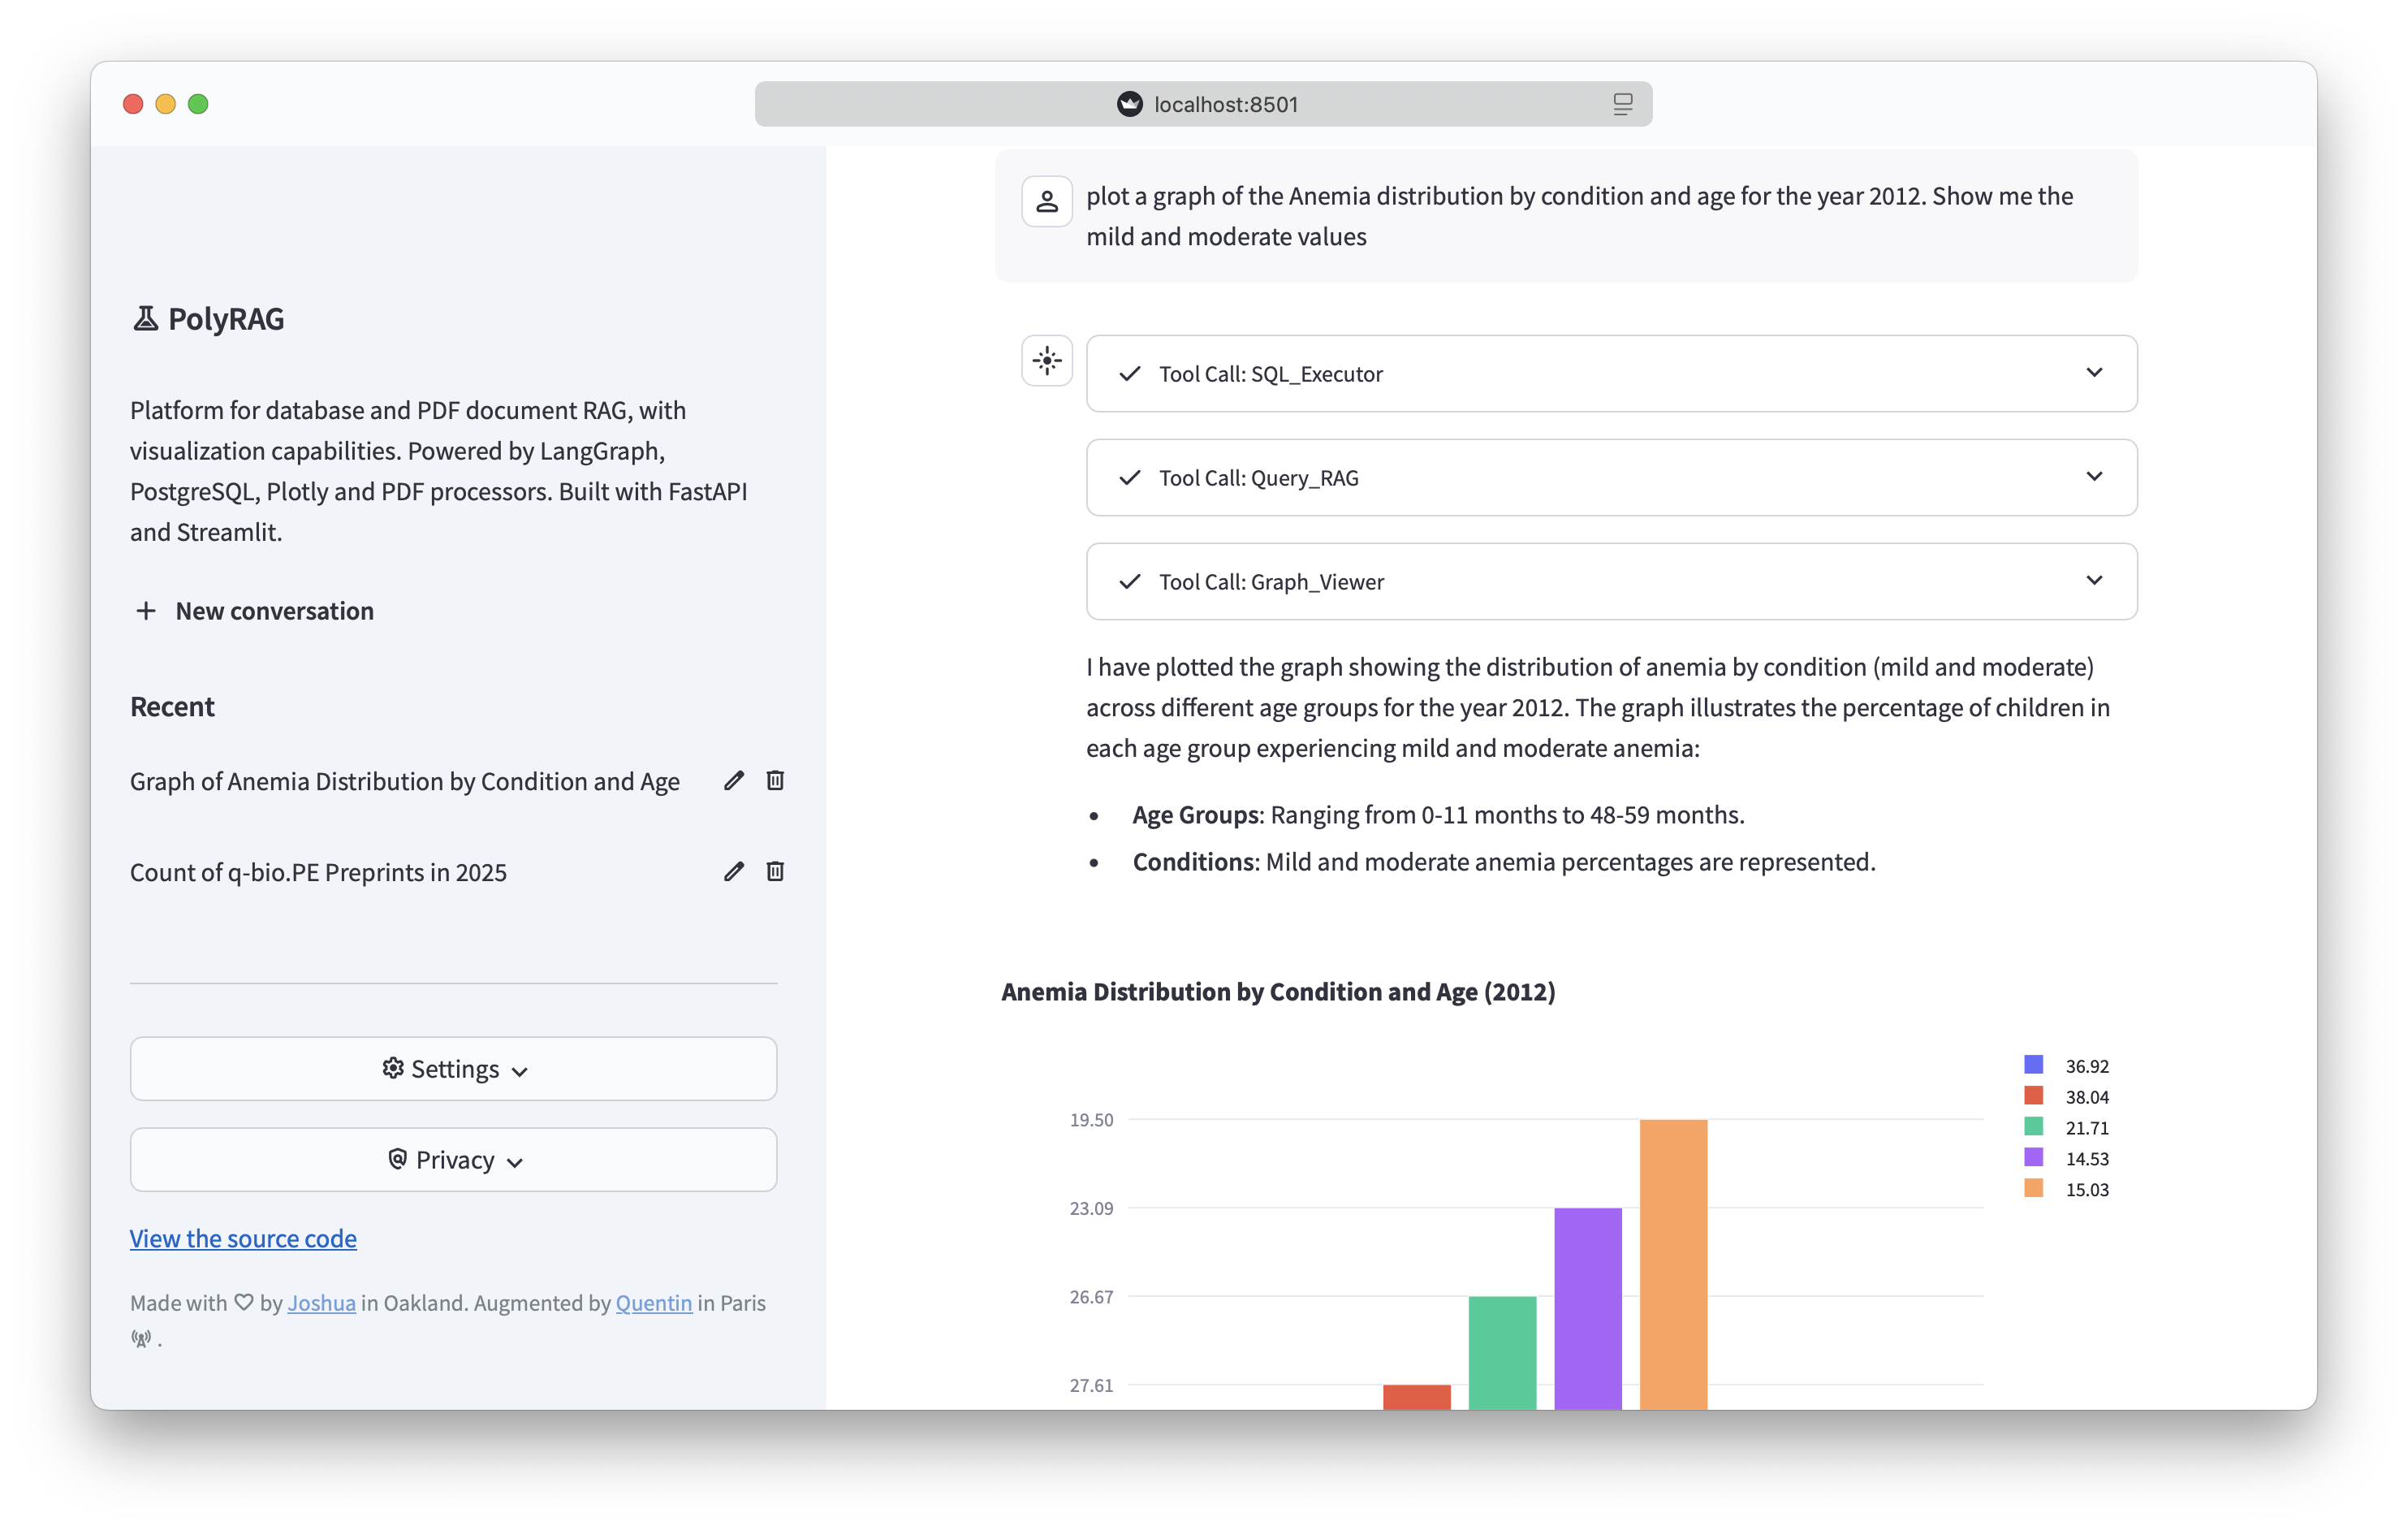 localhost:8501
PolyRAG
Platform for database and PDF document RAG, with
visualization capabilities. Powered by LangGraph,
PostgreSQL, Plotly and PDF processors. Built with FastAPI
and Streamlit.
New conversation
Recent
Graph of Anemia Distribution by Condition and Age
Count of q-bio.PE Preprints in 2025
Settings
Privacy
View the source code
Made with ♡ by Joshua in Oakland. Augmented by Quentin in Paris
.
plot a graph of the Anemia distribution by condition and age for the year 2012. Show me the
mild and moderate values
Tool Call: SQL_Executor
Tool Call: Query_RAG
Tool Call: Graph_Viewer
I have plotted the graph showing the distribution of anemia by condition (mild and moderate)
across different age groups for the year 2012. The graph illustrates the percentage of children in
each age group experiencing mild and moderate anemia:
• Age Groups: Ranging from 0-11 months to 48-59 months.
• Conditions: Mild and moderate anemia percentages are represented.
Anemia Distribution by Condition and Age (2012)
19.50
23.09
26.67
27.61
36.92
38.04
21.71
14.53
15.03